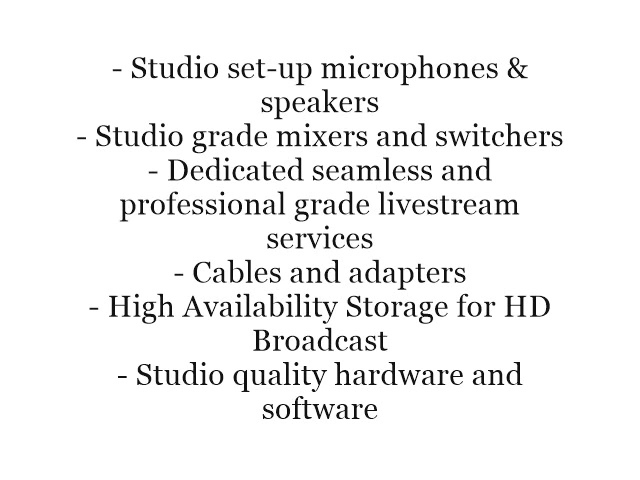 - Studio set-up microphones &
speakers
- Studio grade mixers and switchers
- Dedicated seamless and
professional grade livestream
services
- Cables and adapters
- High Availability Storage for HD
Broadcast
- Studio quality hardware and
software